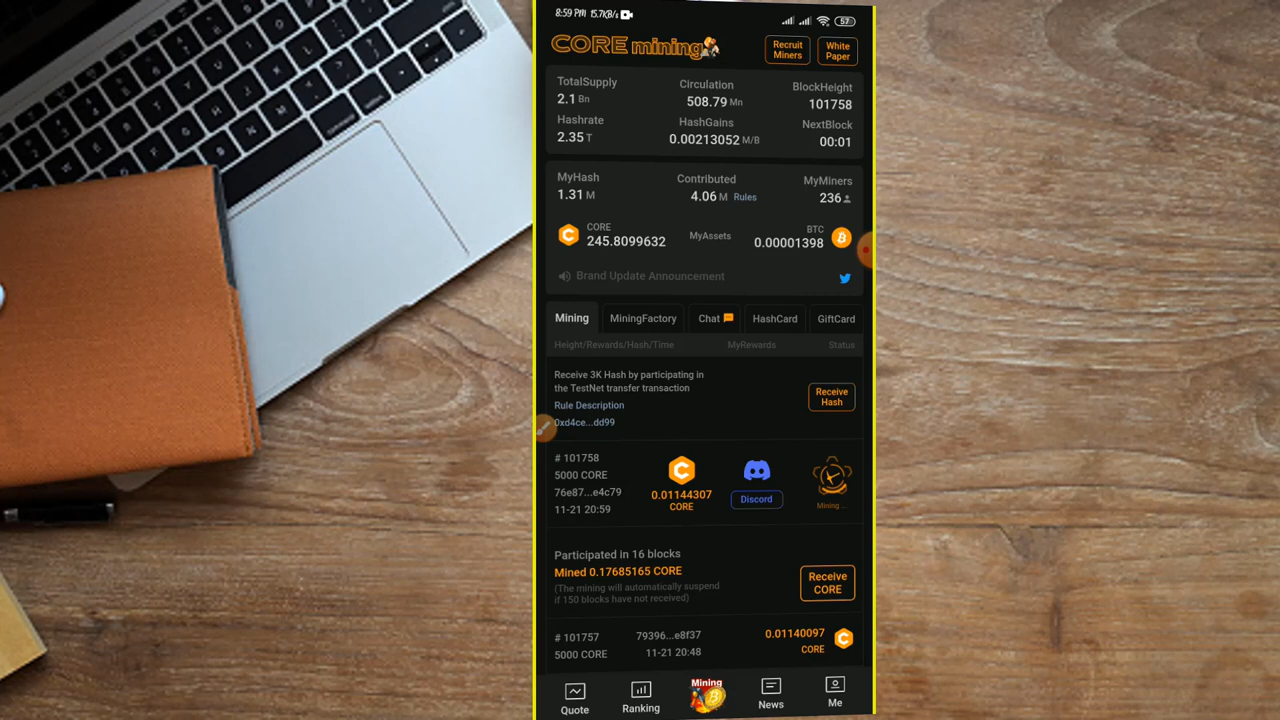 8:59 PM 15.7KB/s
57
CORE mining
Recruit Miners
White Paper
TotalSupply
2.1 Bn
Circulation
508.79 Mn
BlockHeight
101758
Hashrate
2.35 T
HashGains
0.00213052 M/B
NextBlock
00:01
MyHash
1.31 M
Contributed
4.06 M Rules
MyMiners
236
CORE
245.8099632
MyAssets
BTC
0.00001398
Brand Update Announcement
Mining
MiningFactory
Chat
HashCard
GiftCard
Height/Rewards/Hash/Time
MyRewards
Status
Receive 3K Hash by participating in
the TestNet transfer transaction
Rule Description
0xd4ce...dd99
Receive
Hash
# 101758
5000 CORE
76e87...e4c79
11-21 20:59
0.01144307
CORE
Discord
Mining ...
Participated in 16 blocks
Mined 0.17685165 CORE
(The mining will automatically suspend
if 150 blocks have not received)
Receive
CORE
# 101757
5000 CORE
79396...e8f37
11-21 20:48
0.01140097
CORE
Quote
Ranking
Mining
News
Me